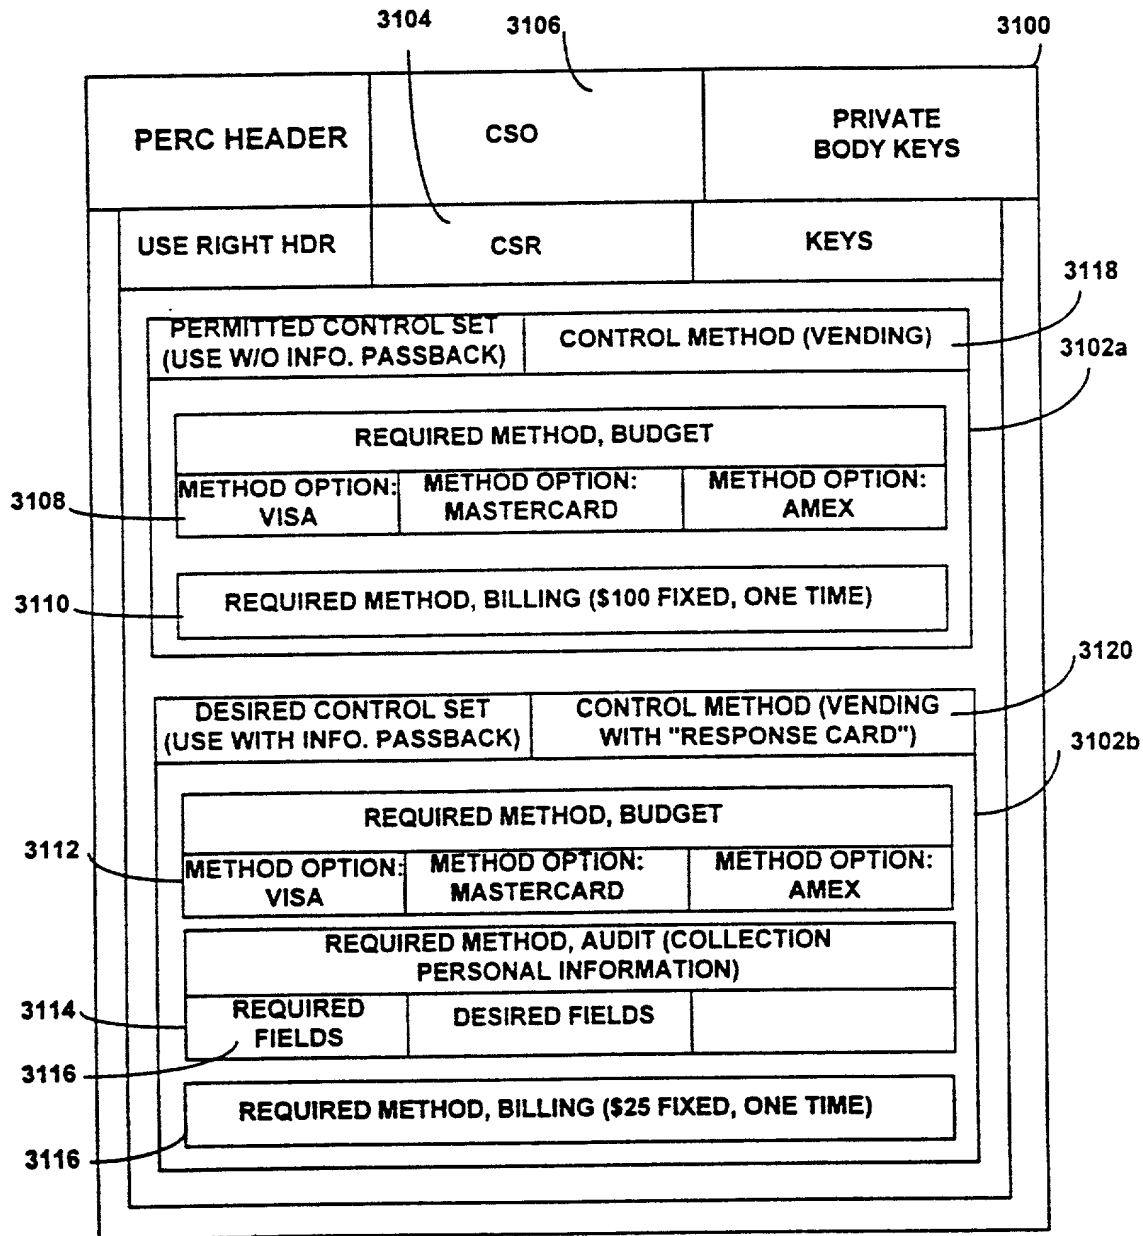 3104
3106
3100
PERC HEADER
CSO
PRIVATE
BODY KEYS
USE RIGHT HDR
CSR
KEYS
3118
PERMITTED CONTROL SET
(USE W/O INFO. PASSBACK)
CONTROL METHOD (VENDING)
3102a
REQUIRED METHOD, BUDGET
3108
METHOD OPTION:
VISA
METHOD OPTION:
MASTERCARD
METHOD OPTION:
AMEX
3110
REQUIRED METHOD, BILLING ($100 FIXED, ONE TIME)
3120
DESIRED CONTROL SET
(USE WITH INFO. PASSBACK)
CONTROL METHOD (VENDING
WITH "RESPONSE CARD")
3102b
REQUIRED METHOD, BUDGET
3112
METHOD OPTION:
VISA
METHOD OPTION:
MASTERCARD
METHOD OPTION:
AMEX
REQUIRED METHOD, AUDIT (COLLECTION
PERSONAL INFORMATION)
3114
REQUIRED
FIELDS
DESIRED FIELDS
3116
REQUIRED METHOD, BILLING ($25 FIXED, ONE TIME)
3116